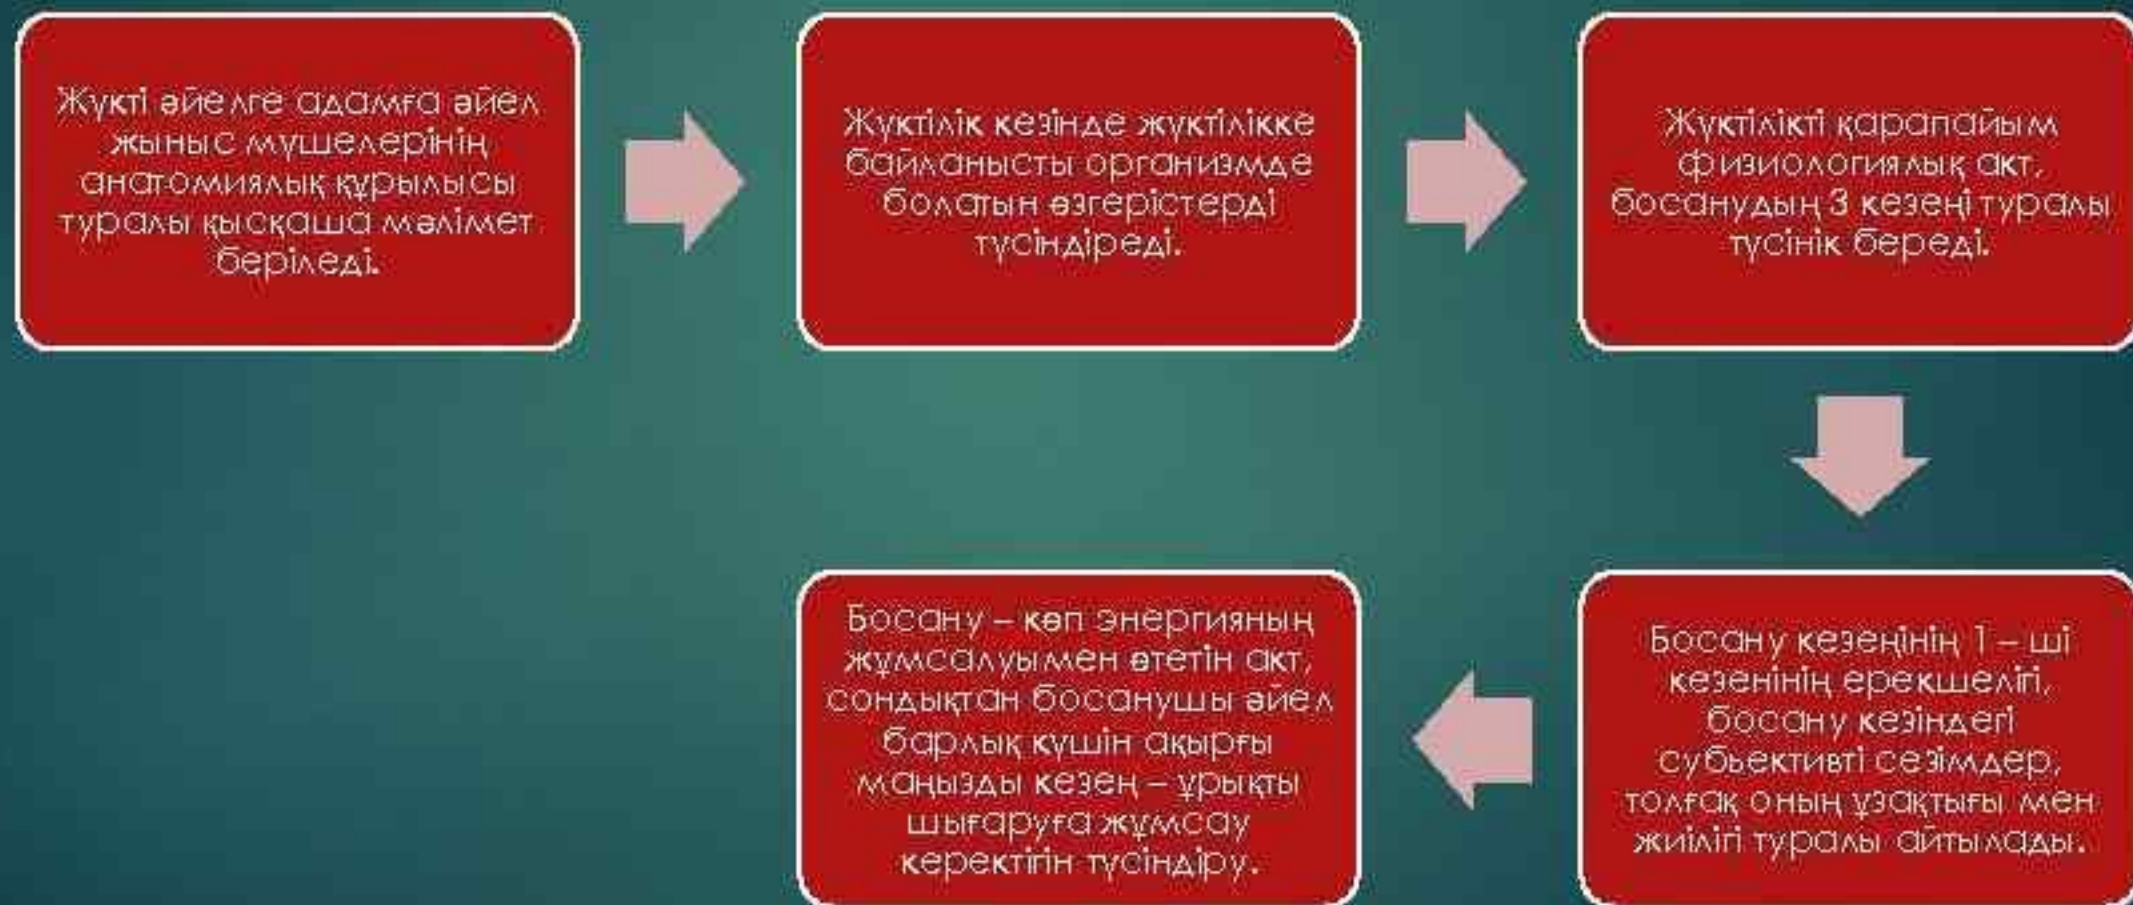 Жүкті әйелге адамға әйел
жыныс мүшелерінің
анатомиялық құрылысы
туралы қысқаша мәлімет
беріледі.
Жүктілік кезінде жүктілікке
байланысты организмде
болатын өзгерістерді
түсіндіреді.
Жүктілікті қарапайым
физиологиялық акт,
босанудың 3 кезеңі туралы
түсінік береді.
Босану кезеңінің 1 – ші
кезенінің ерекшелігі,
босану кезіндегі
субьективті сезімдер,
толғақ оның ұзақтығы мен
жиілігі туралы айтылады.
Босану – көп энергияның
жұмсалуымен өтетін акт,
сондықтан босанушы әйел
барлық күшін ақырғы
маңызды кезең – ұрықты
шығаруға жұмсау
керектігін түсіндіру.